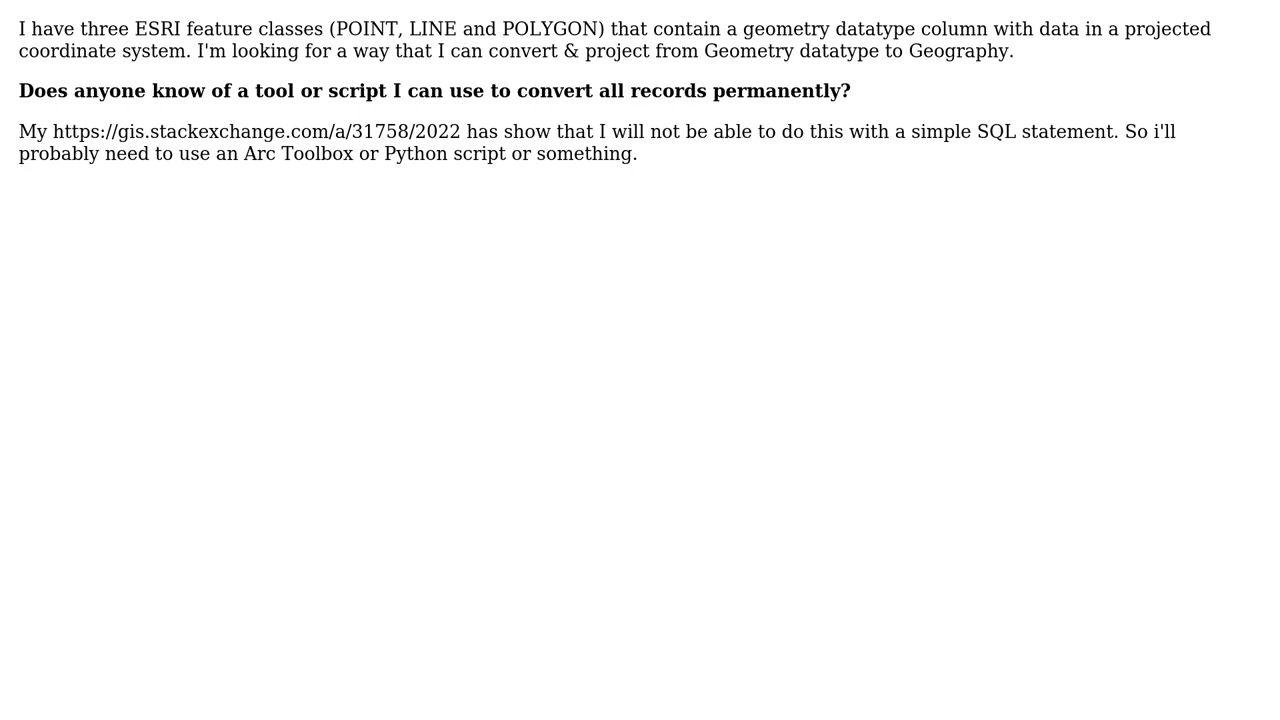 I have three ESRI feature classes (POINT, LINE and POLYGON) that contain a geometry datatype column with data in a projected
coordinate system. I'm looking for a way that I can convert & project from Geometry datatype to Geography.
Does anyone know of a tool or script I can use to convert all records permanently?
My https://gis.stackexchange.com/a/31758/2022 has show that I will not be able to do this with a simple SQL statement. So i'll
probably need to use an Arc Toolbox or Python script or something.